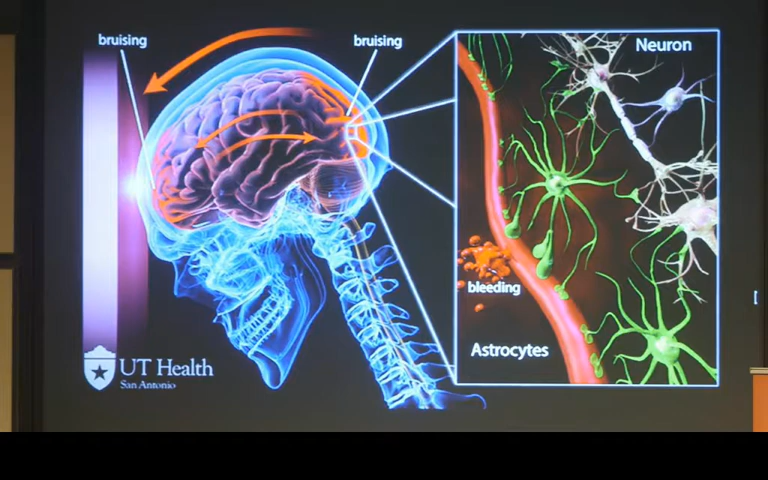 bruising
bruising
Neuron
bleeding
Astrocytes
UT Health
San Antonio